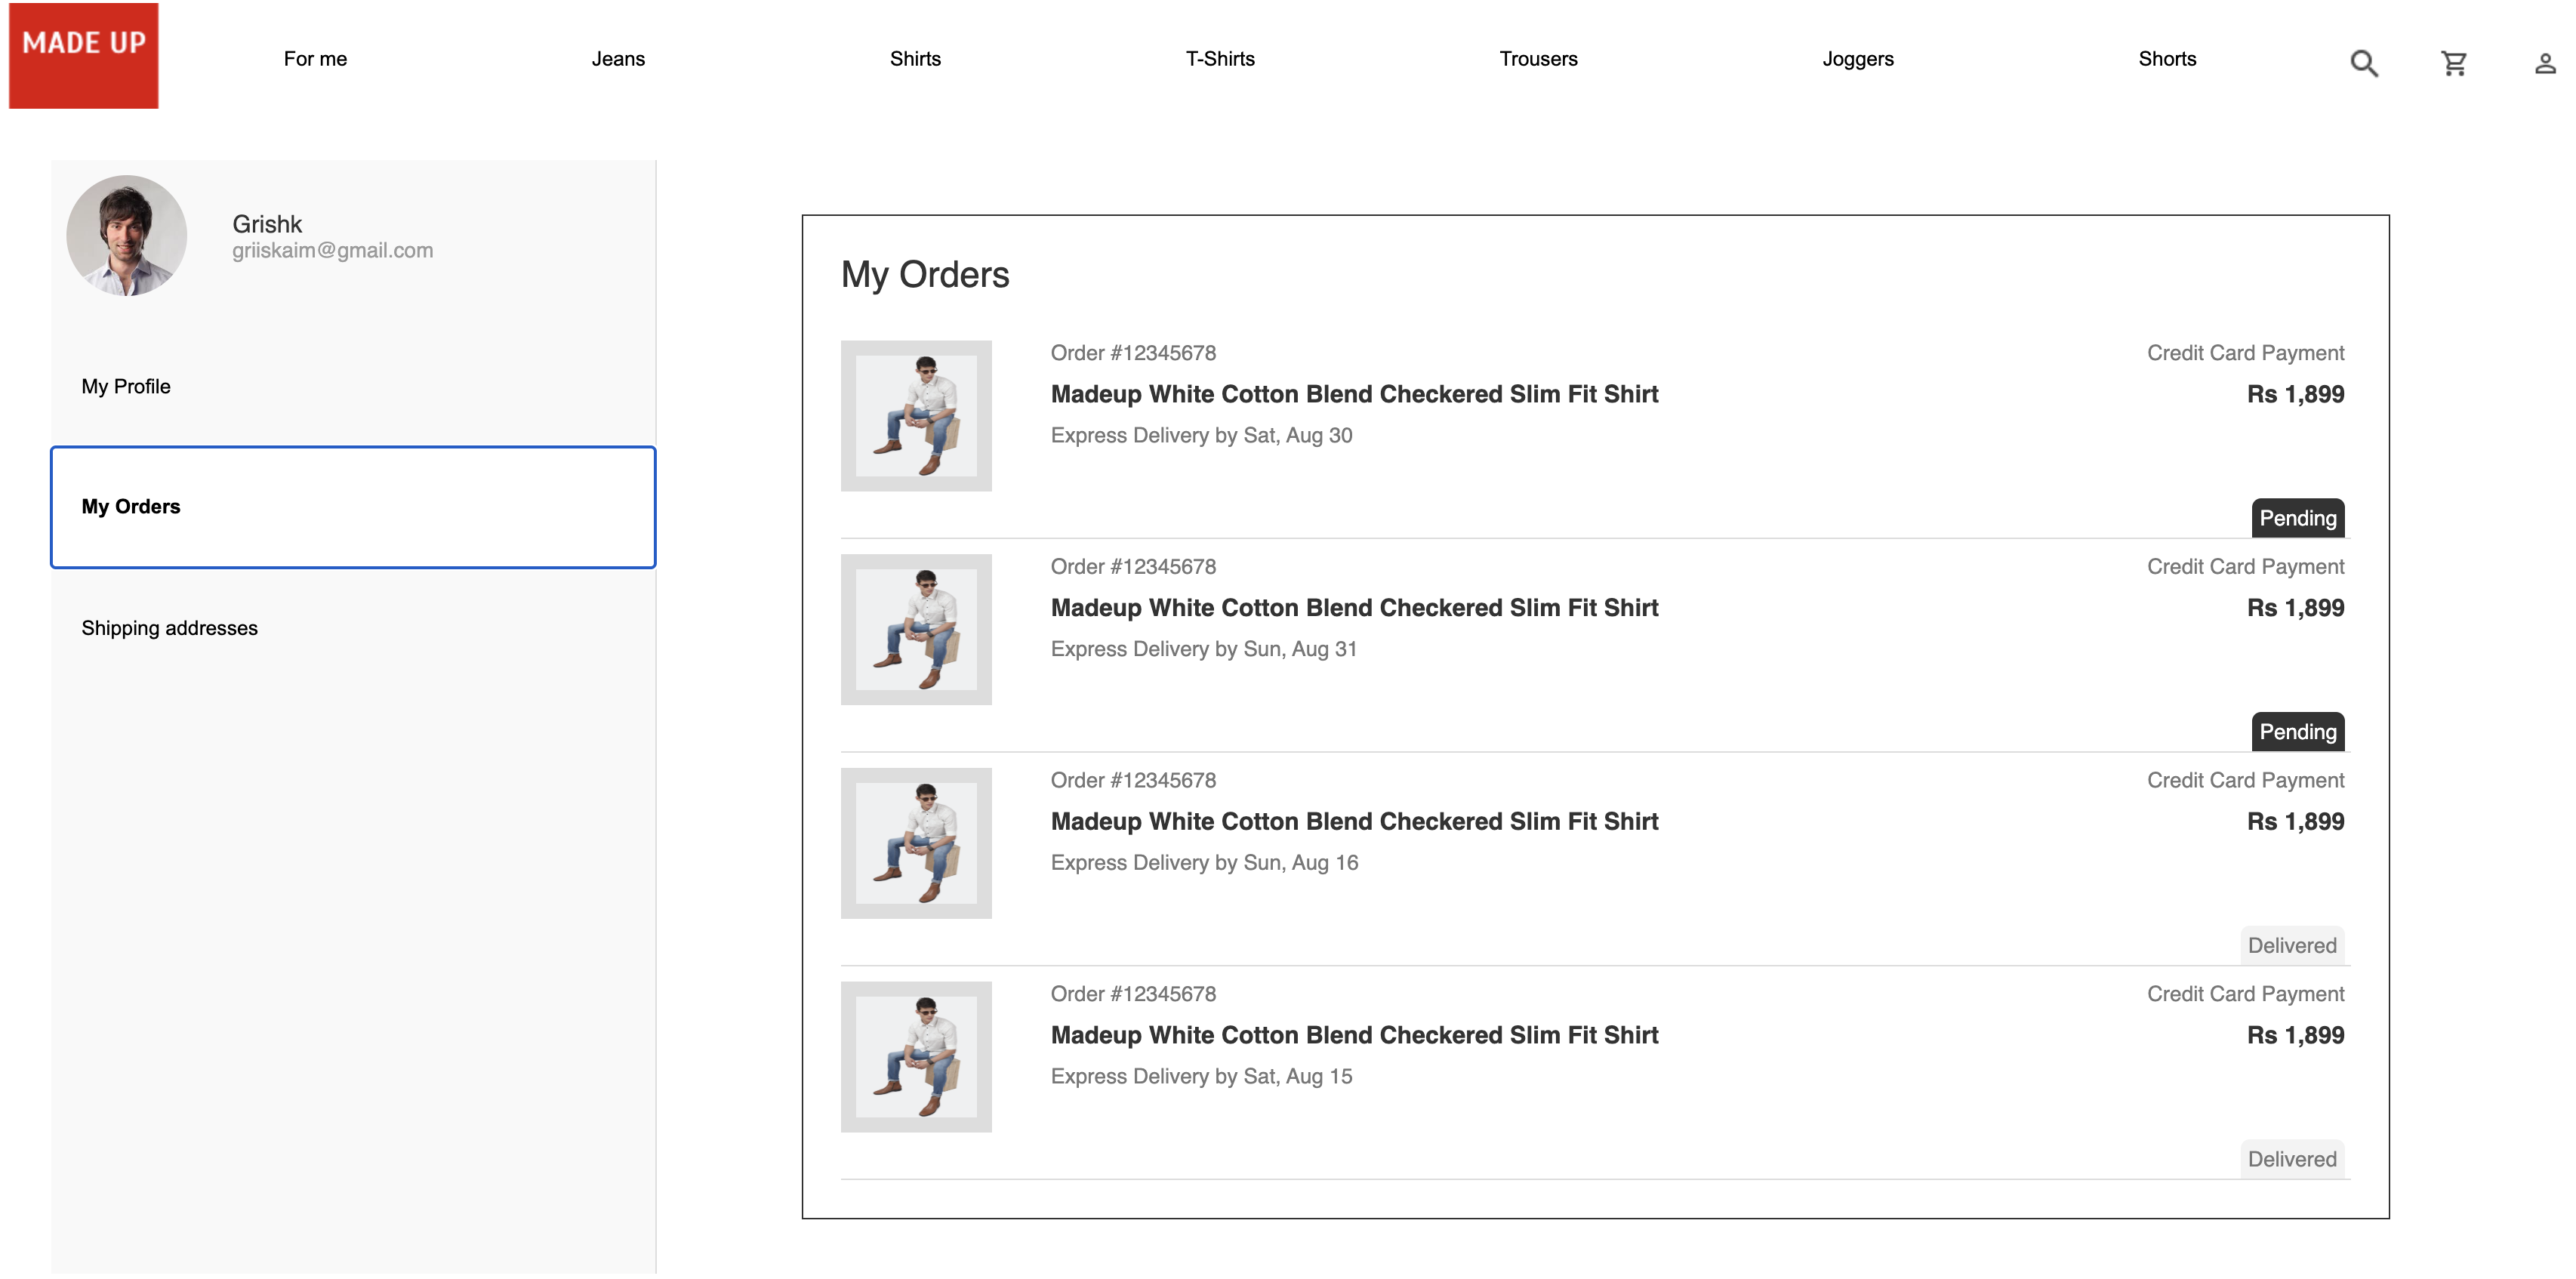 MADE UP
For me
Jeans
Shirts
T-Shirts
Trousers
Joggers
Shorts
Grishk
griiskaim@gmail.com
My Profile
My Orders
Shipping addresses
My Orders
Order #12345678
Credit Card Payment
Madeup White Cotton Blend Checkered Slim Fit Shirt
Rs 1,899
Express Delivery by Sat, Aug 30
Pending
Order #12345678
Credit Card Payment
Madeup White Cotton Blend Checkered Slim Fit Shirt
Rs 1,899
Express Delivery by Sun, Aug 31
Pending
Order #12345678
Credit Card Payment
Madeup White Cotton Blend Checkered Slim Fit Shirt
Rs 1,899
Express Delivery by Sun, Aug 16
Delivered
Order #12345678
Credit Card Payment
Madeup White Cotton Blend Checkered Slim Fit Shirt
Rs 1,899
Express Delivery by Sat, Aug 15
Delivered